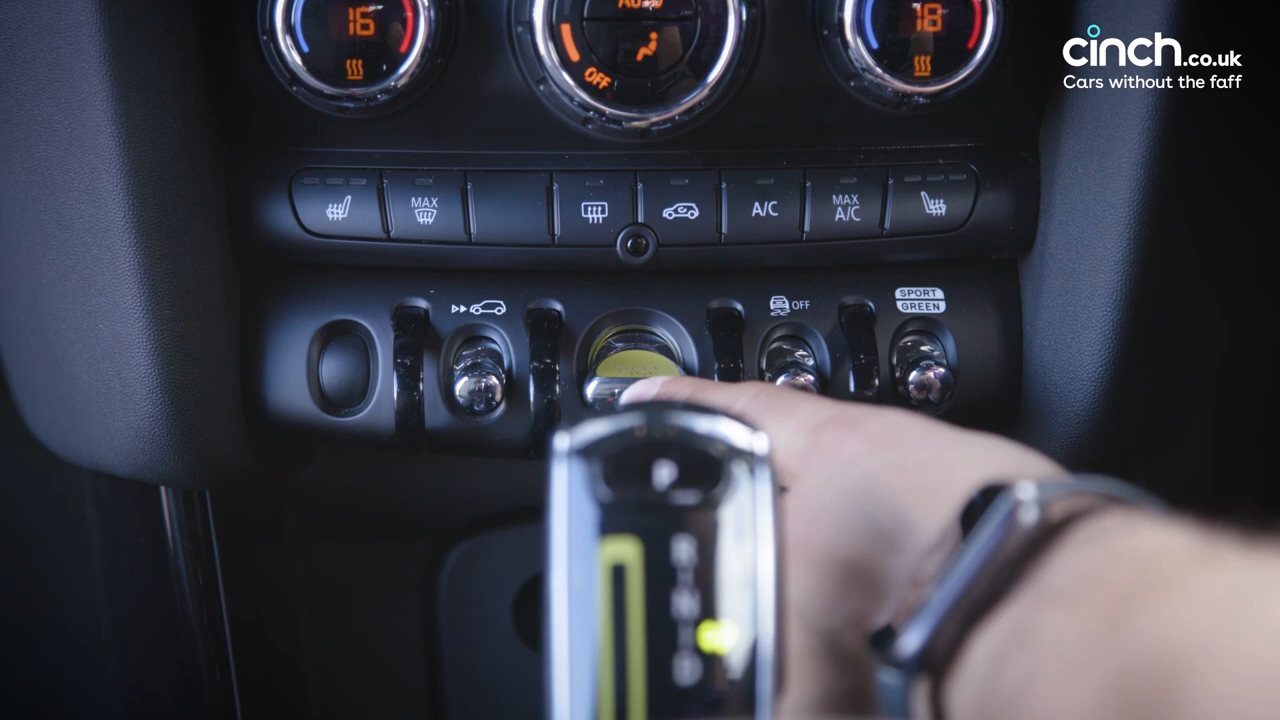 16
AUTO
18
OFF
cinch.co.uk
Cars without the faff
MAX
A/C
MAX
A/C
OFF
SPORT
GREEN
P
R
N
D